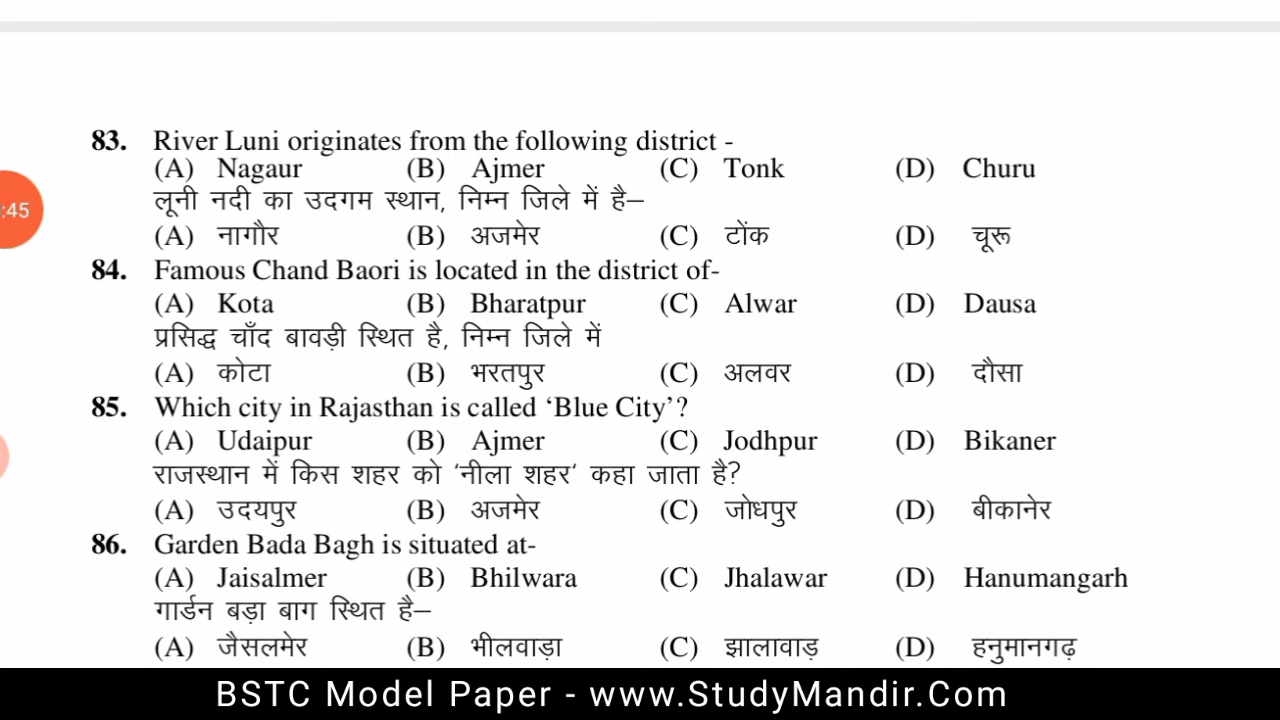 83. River Luni originates from the following district -
(A) Nagaur (B) Ajmer (C) Tonk (D) Churu
लूनी नदी का उदगम स्थान, निम्न जिले में है–
(A) नागौर (B) अजमेर (C) टोंक (D) चूरू
:45
84. Famous Chand Baori is located in the district of-
(A) Kota (B) Bharatpur (C) Alwar (D) Dausa
प्रसिद्ध चाँद बावड़ी स्थित है, निम्न जिले में
(A) कोटा (B) भरतपुर (C) अलवर (D) दौसा
85. Which city in Rajasthan is called ‘Blue City’?
(A) Udaipur (B) Ajmer (C) Jodhpur (D) Bikaner
राजस्थान में किस शहर को ‘नीला शहर’ कहा जाता है?
(A) उदयपुर (B) अजमेर (C) जोधपुर (D) बीकानेर
86. Garden Bada Bagh is situated at-
(A) Jaisalmer (B) Bhilwara (C) Jhalawar (D) Hanumangarh
गार्डन बड़ा बाग स्थित है–
(A) जैसलमेर (B) भीलवाड़ा (C) झालावाड़ (D) हनुमानगढ़
BSTC Model Paper - www.StudyMandir.Com